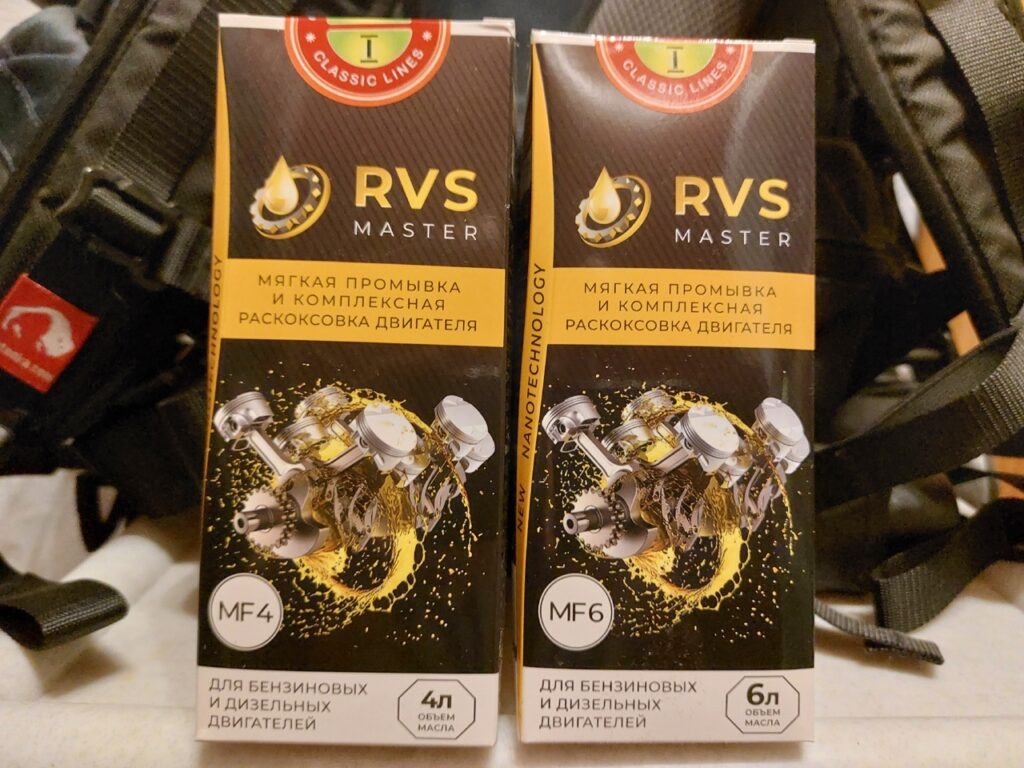 I
CLASSIC LINES
RVS
MASTER
МЯГКАЯ ПРОМЫВКА
И КОМПЛЕКСНАЯ
РАСКОКСОВКА ДВИГАТЕЛЯ
NANOTECHNOLOGY
MF4
ДЛЯ БЕНЗИНОВЫХ
И ДИЗЕЛЬНЫХ
ДВИГАТЕЛЕЙ
4л
ОБЪЕМ
МАСЛА
I
CLASSIC LINES
RVS
MASTER
МЯГКАЯ ПРОМЫВКА
И КОМПЛЕКСНАЯ
РАСКОКСОВКА ДВИГАТЕЛЯ
NEW NANOTECHNOLOGY
MF6
ДЛЯ БЕНЗИНОВЫХ
И ДИЗЕЛЬНЫХ
ДВИГАТЕЛЕЙ
6л
ОБЪЕМ
МАСЛА